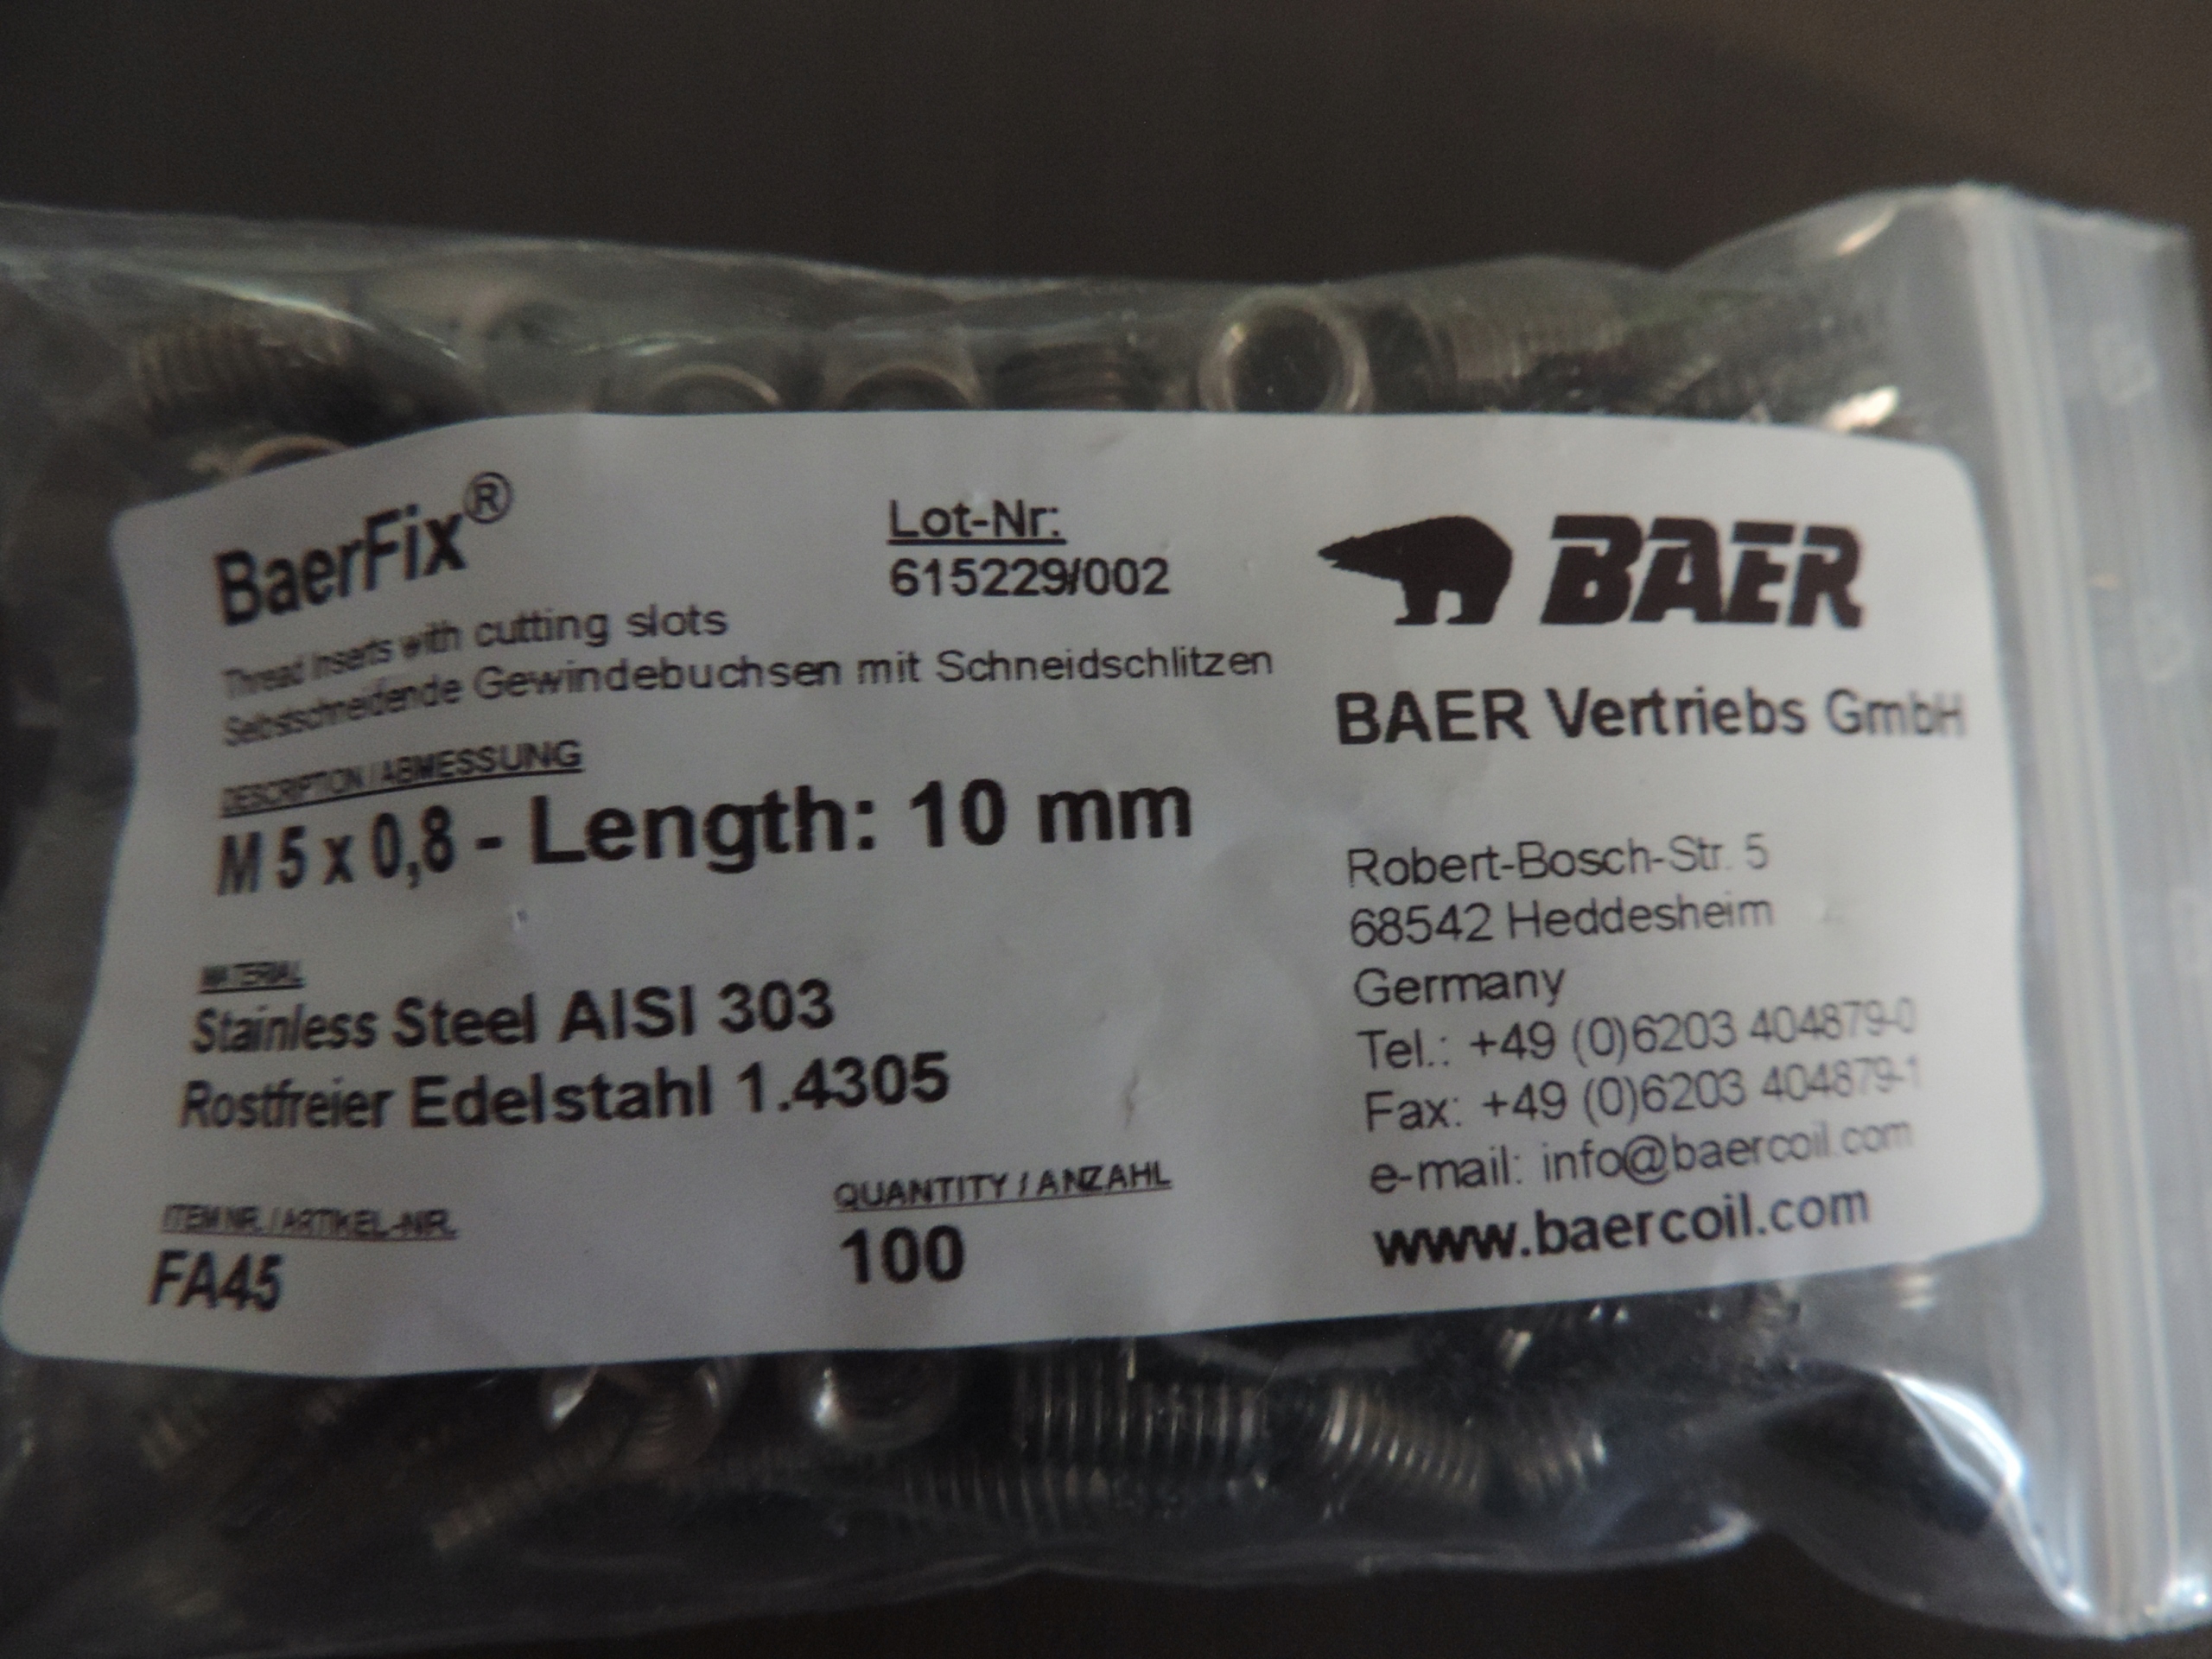 BaerFix®
Thread Inserts with cutting slots
Selbstschneidende Gewindebuchsen mit Schneidschlitzen
Lot-Nr:
615229/002
DESCRIPTION / ABMESSUNG
M 5 x 0,8 - Length: 10 mm
MATERIAL
Stainless Steel AISI 303
Rostfreier Edelstahl 1.4305
ITEM NR. / ARTIKEL-NR.
FA45
QUANTITY / ANZAHL
100
BAER
BAER Vertriebs GmbH
Robert-Bosch-Str. 5
68542 Heddesheim
Germany
Tel.: +49 (0)6203 404879-0
Fax: +49 (0)6203 404879-1
e-mail: info@baercoil.com
www.baercoil.com